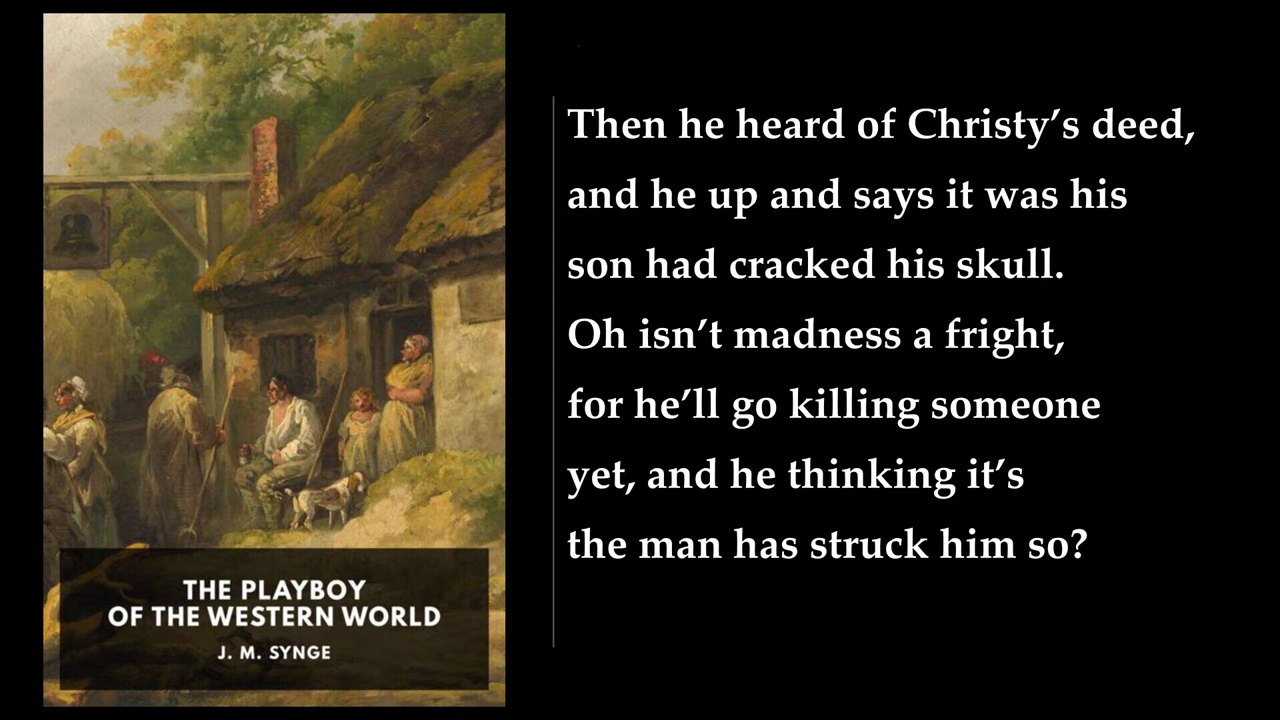 Then he heard of Christy’s deed,
and he up and says it was his
son had cracked his skull.
Oh isn’t madness a fright,
for he’ll go killing someone
yet, and he thinking it’s
the man has struck him so?
THE PLAYBOY
OF THE WESTERN WORLD
J. M. SYNGE